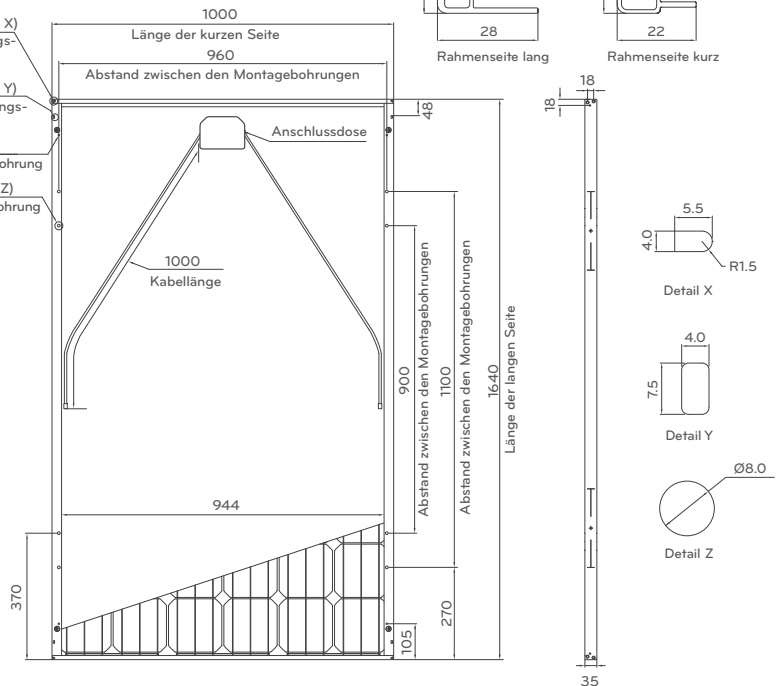 1000
Länge der kurzen Seite
960
Abstand zwischen den Montagebohrungen
28
Rahmenseite lang
22
Rahmenseite kurz
X)
Y)
ohrung
Z)
ohrung
48
Anschlussdose
1000
Kabellänge
900
Abstand zwischen den Montagebohrungen
1100
Abstand zwischen den Montagebohrungen
1640
Länge der langen Seite
944
370
105
270
18
18
35
5.5
4.0
R1.5
Detail X
4.0
7.5
Detail Y
Ø8.0
Detail Z